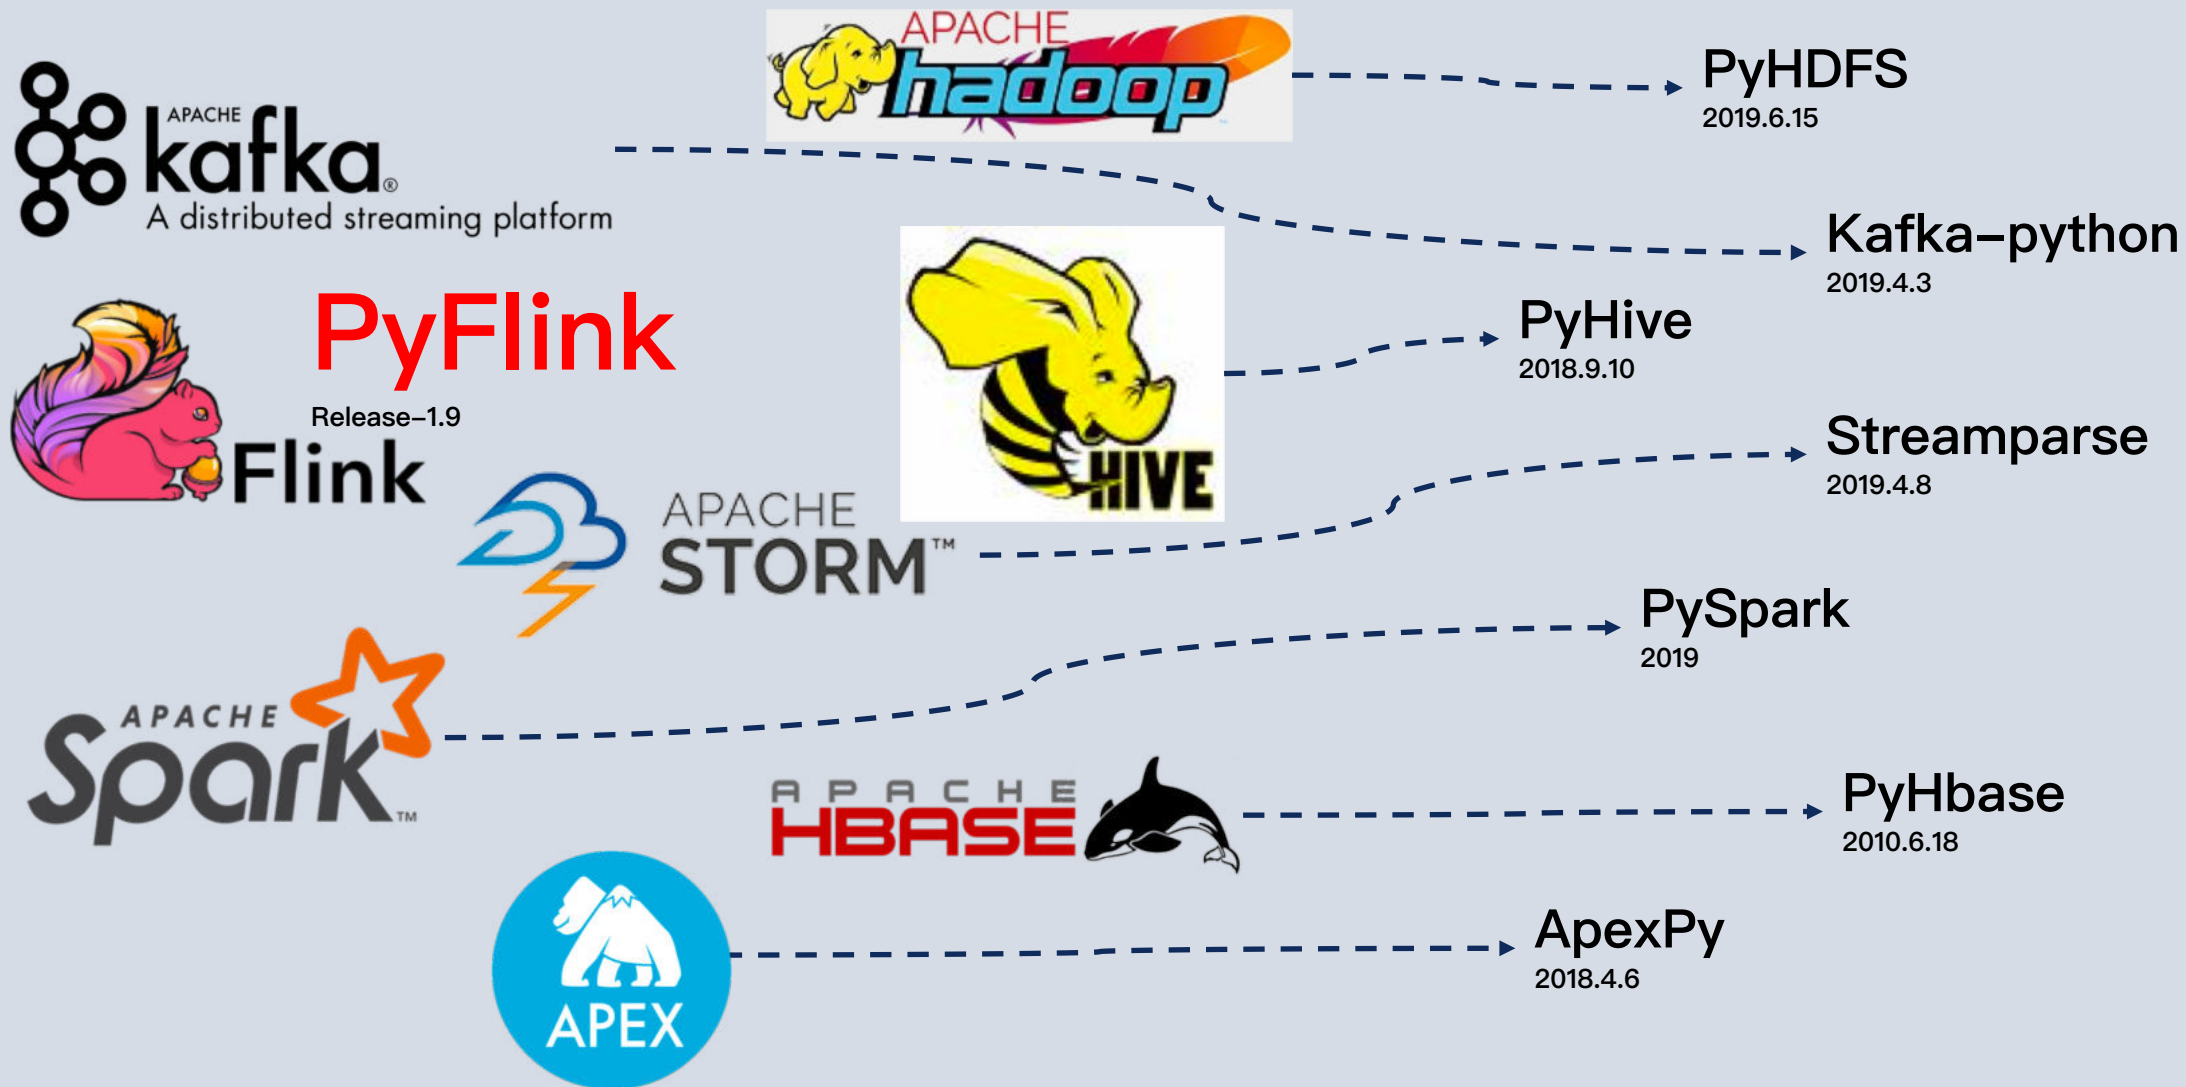 APACHE
hadoop
PyHDFS
2019.6.15
APACHE
kafka®
A distributed streaming platform
Kafka-python
2019.4.3
PyFlink
Release-1.9
Flink
HIVE
PyHive
2018.9.10
Streamparse
2019.4.8
APACHE
STORM™
PySpark
2019
APACHE
Spark™
APACHE
HBASE
PyHbase
2010.6.18
ApexPy
2018.4.6
APEX